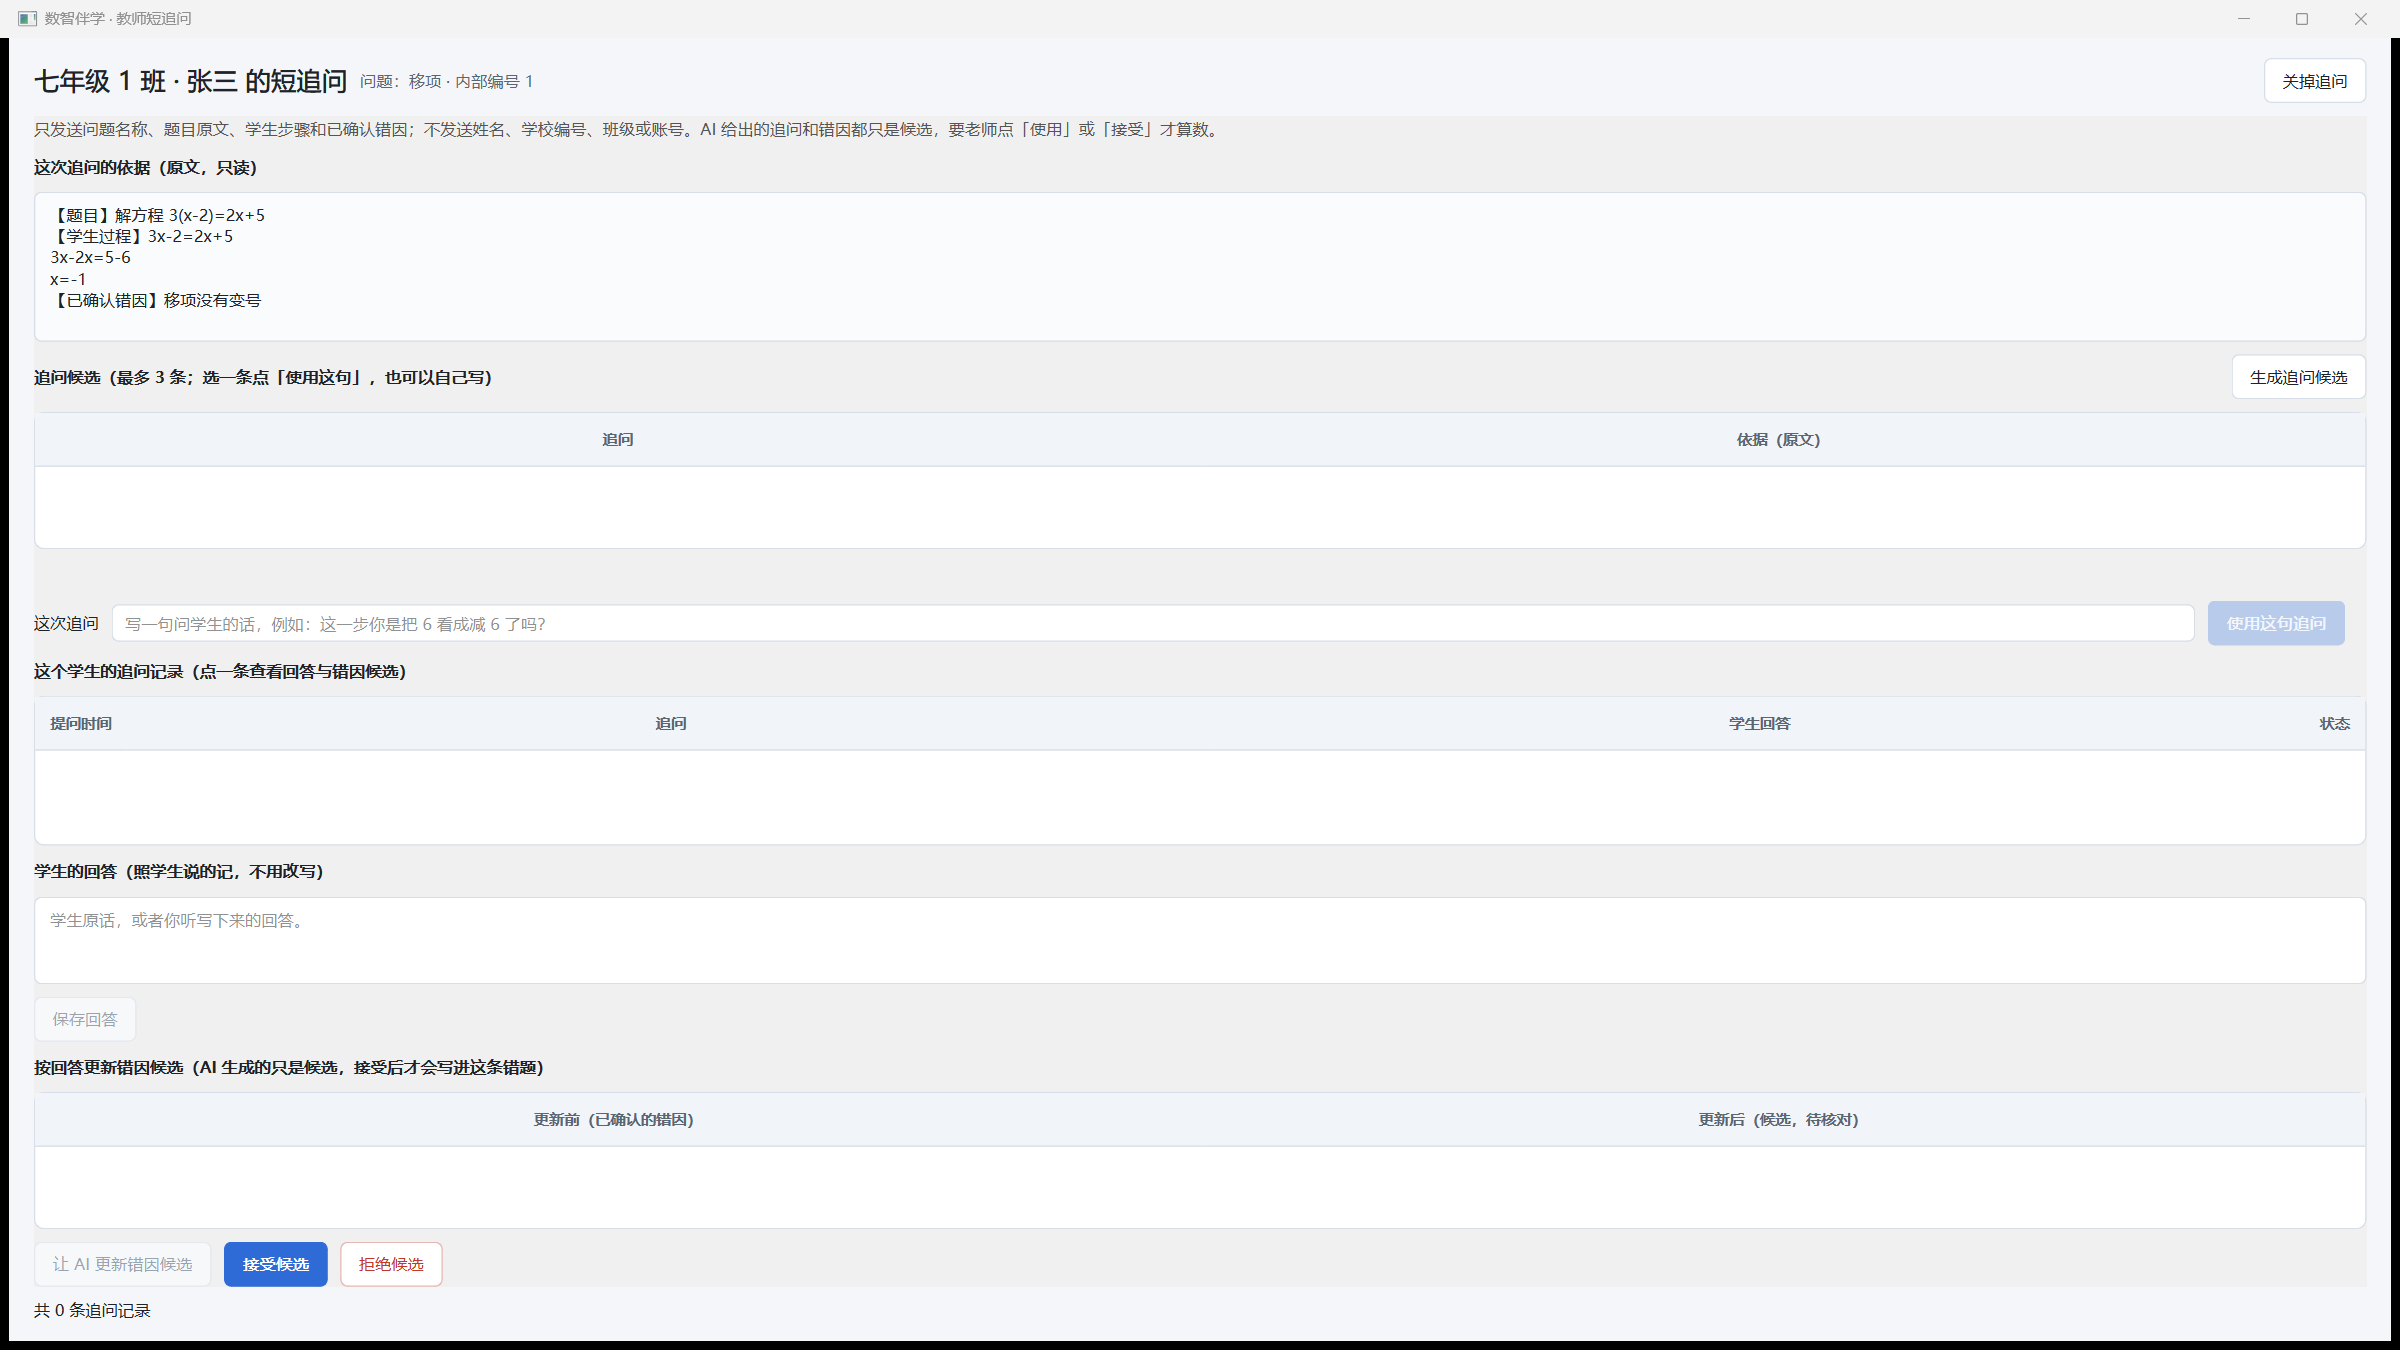 数智伴学 · 教师短追问
七年级 1 班 · 张三 的短追问 问题：移项 · 内部编号 1 关掉追问
只发送问题名称、题目原文、学生步骤和已确认错因；不发送姓名、学校编号、班级或账号。AI 给出的追问和错因都只是候选，要老师点「使用」或「接受」才算数。
这次追问的依据（原文，只读）
【题目】解方程 3(x-2)=2x+5
【学生过程】3x-2=2x+5
3x-2x=5-6
x=-1
【已确认错因】移项没有变号
追问候选（最多 3 条；选一条点「使用这句」，也可以自己写） 生成追问候选
追问 依据（原文）
这次追问 写一句问学生的话，例如：这一步你是把 6 看成减 6 了吗？ 使用这句追问
这个学生的追问记录（点一条查看回答与错因候选）
提问时间 追问 学生回答 状态
学生的回答（照学生说的记，不用改写）
学生原话，或者你听写下来的回答。
保存回答
按回答更新错因候选（AI 生成的只是候选，接受后才会写进这条错题）
更新前（已确认的错因） 更新后（候选，待核对）
让 AI 更新错因候选 接受候选 拒绝候选
共 0 条追问记录